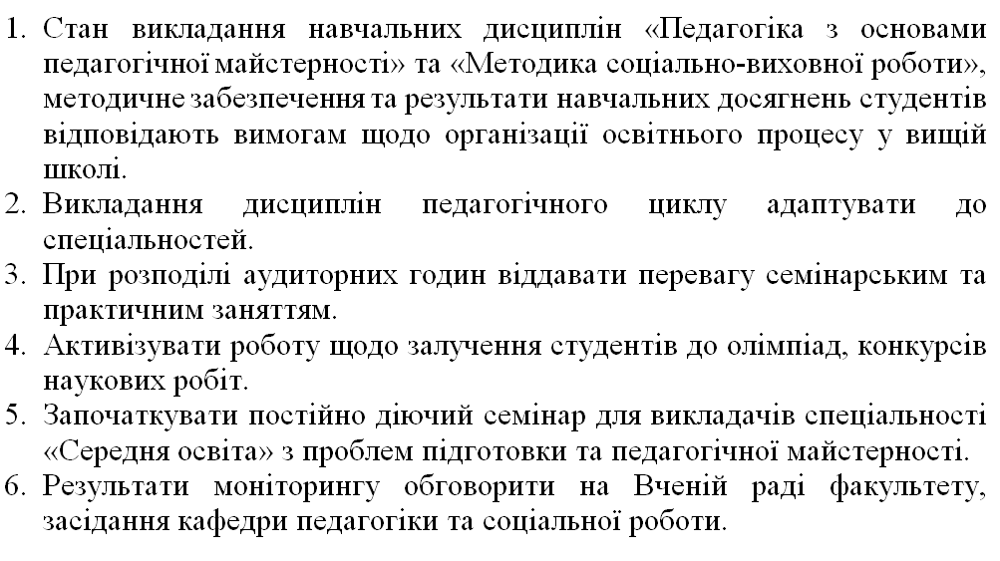 1. Стан викладання навчальних дисциплін «Педагогіка з основами
педагогічної майстерності» та «Методика соціально-виховної роботи»,
методичне забезпечення та результати навчальних досягнень студентів
відповідають вимогам щодо організації освітнього процесу у вищій
школі.
2. Викладання дисциплін педагогічного циклу адаптувати до
спеціальностей.
3. При розподілі аудиторних годин віддавати перевагу семінарським та
практичним заняттям.
4. Активізувати роботу щодо залучення студентів до олімпіад, конкурсів
наукових робіт.
5. Започаткувати постійно діючий семінар для викладачів спеціальності
«Середня освіта» з проблем підготовки та педагогічної майстерності.
6. Результати моніторингу обговорити на Вченій раді факультету,
засідання кафедри педагогіки та соціальної роботи.